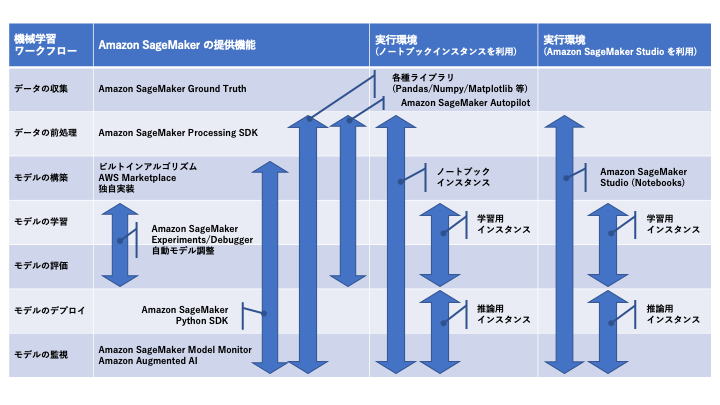 機械学習
ワークフロー
Amazon SageMaker の提供機能
実行環境
(ノートブックインスタンスを利用)
実行環境
(Amazon SageMaker Studio を利用)
データの収集
Amazon SageMaker Ground Truth
各種ライブラリ
(Pandas/Numpy/Matplotlib 等)
Amazon SageMaker Autopilot
データの前処理
Amazon SageMaker Processing SDK
モデルの構築
ビルトインアルゴリズム
AWS Marketplace
独自実装
ノートブック
インスタンス
Amazon SageMaker
Studio (Notebooks)
モデルの学習
Amazon SageMaker
Experiments/Debugger
自動モデル調整
学習用
インスタンス
学習用
インスタンス
モデルの評価
モデルのデプロイ
Amazon SageMaker
Python SDK
推論用
インスタンス
推論用
インスタンス
モデルの監視
Amazon SageMaker Model Monitor
Amazon Augmented AI